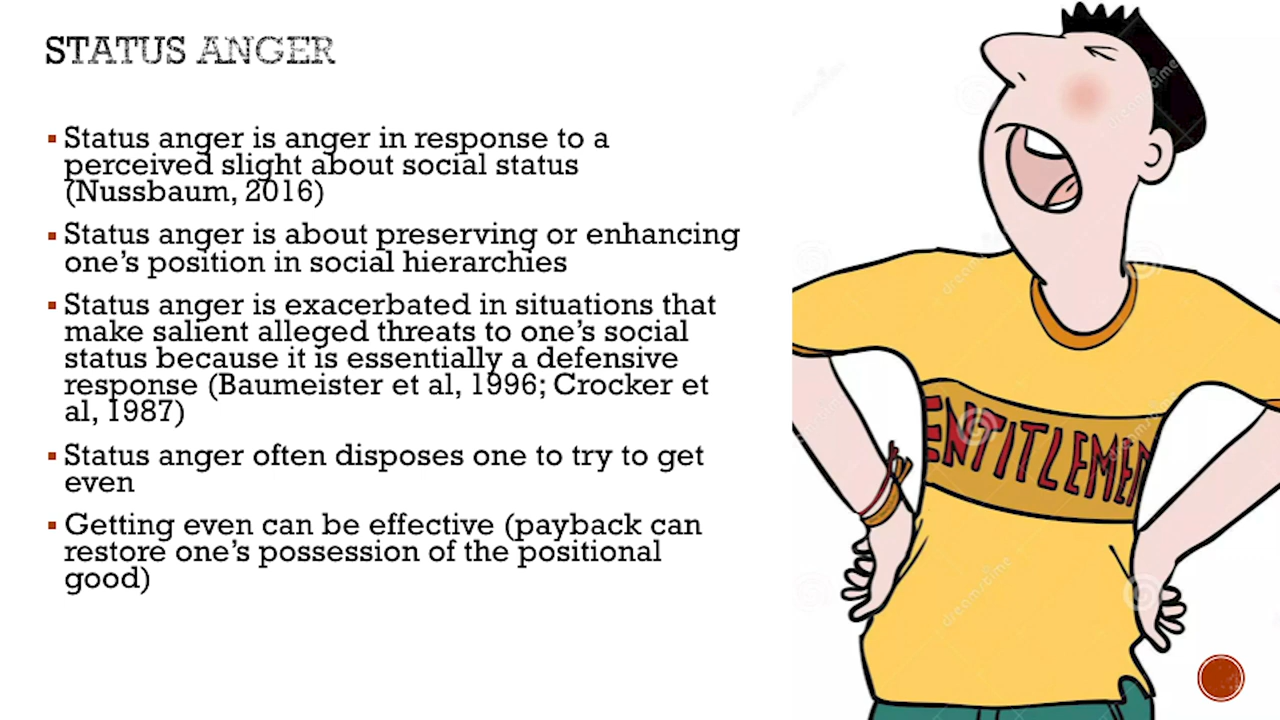 STATUS ANGER
▪ Status anger is anger in response to a
perceived slight about social status
(Nussbaum, 2016)
▪ Status anger is about preserving or enhancing
one's position in social hierarchies
▪ Status anger is exacerbated in situations that
make salient alleged threats to one's social
status because it is essentially a defensive
response (Baumeister et al, 1996; Crocker et
al, 1987)
▪ Status anger often disposes one to try to get
even
▪ Getting even can be effective (payback can
restore one's possession of the positional
good)
ENTITLEMEN
dreamstime